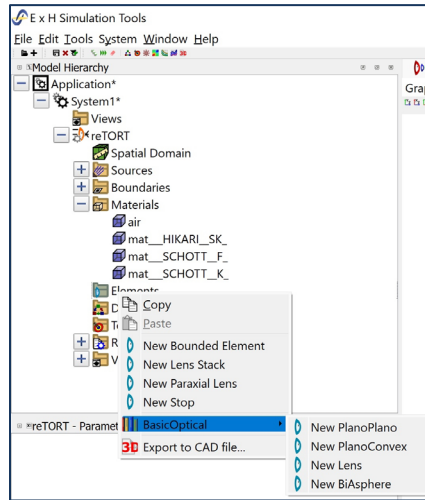 E x H Simulation Tools
File Edit Tools System Window Help
Model Hierarchy
Application*
System1*
Views
reTORT
Spatial Domain
Sources
Boundaries
Materials
air
mat__HIKARI__SK_
mat__SCHOTT__F_
mat__SCHOTT__K_
Elements
D
T
R
V
Copy
Paste
New Bounded Element
New Lens Stack
New Paraxial Lens
New Stop
BasicOptical
Export to CAD file...
New PlanoPlano
New PlanoConvex
New Lens
New BiAsphere
reTORT - Paramet
Gra